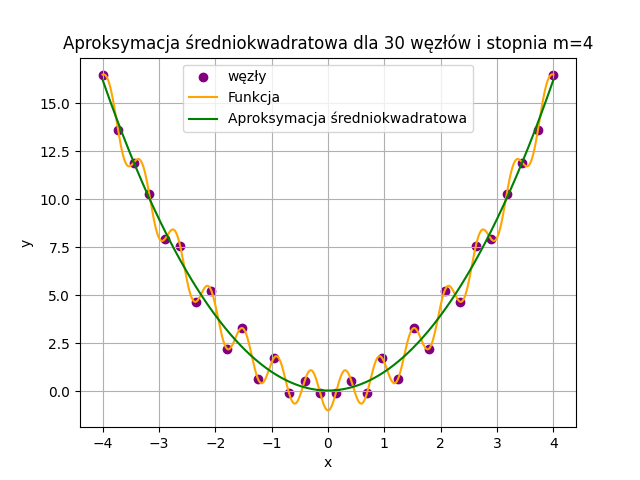 Aproksymacja średniokwadratowa dla 30 węzłów i stopnia m=4
węzły
Funkcja
Aproksymacja średniokwadratowa
15.0
12.5
10.0
7.5
5.0
2.5
0.0
y
−4 −3 −2 −1 0 1 2 3 4
x